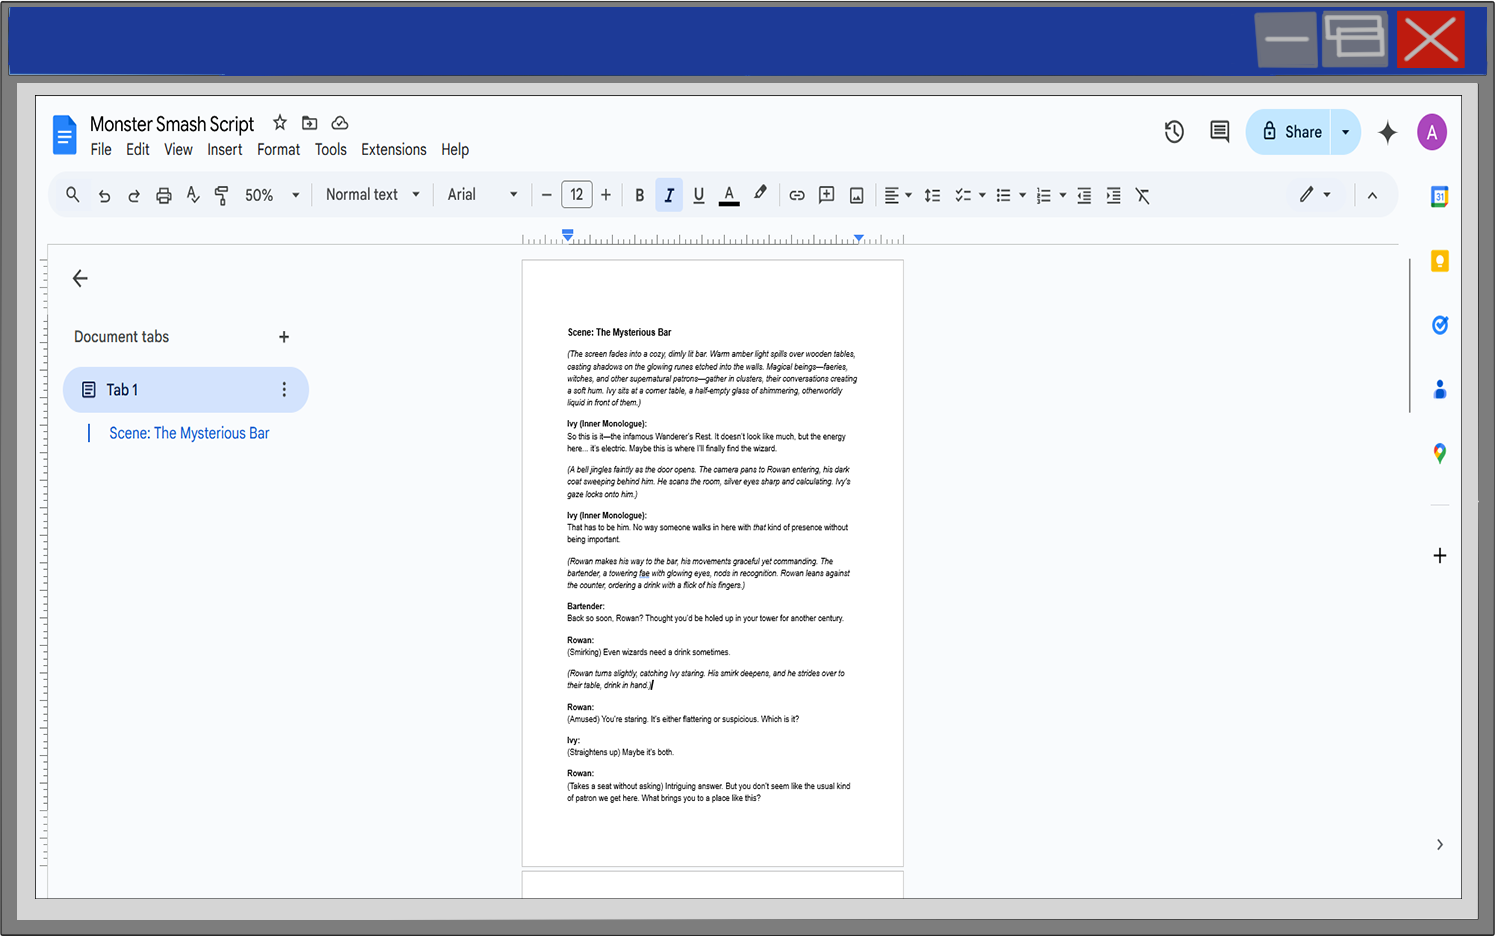 Monster Smash Script
File Edit View Insert Format Tools Extensions Help
Share
A
50% Normal text Arial 12 B I U A
31
Document tabs
Tab 1
Scene: The Mysterious Bar
Scene: The Mysterious Bar
(The screen fades into a cozy, dimly lit bar. Warm amber light spills over wooden tables,
casting shadows on the glowing runes etched into the walls. Magical beings—faeries,
witches, and other supernatural patrons—gather in clusters, their conversations creating
a soft hum. Ivy sits at a corner table, a half-empty glass of shimmering, otherworldly
liquid in front of them.)
Ivy (Inner Monologue):
So this is it—the infamous Wanderer's Rest. It doesn't look like much, but the energy
here... it's electric. Maybe this is where I'll finally find the wizard.
(A bell jingles faintly as the door opens. The camera pans to Rowan entering, his dark
coat sweeping behind him. He scans the room, silver eyes sharp and calculating. Ivy's
gaze locks onto him.)
Ivy (Inner Monologue):
That has to be him. No way someone walks in here with that kind of presence without
being important.
(Rowan makes his way to the bar, his movements graceful yet commanding. The
bartender, a towering fae with glowing eyes, nods in recognition. Rowan leans against
the counter, ordering a drink with a flick of his fingers.)
Bartender:
Back so soon, Rowan? Thought you'd be holed up in your tower for another century.
Rowan:
(Smirking) Even wizards need a drink sometimes.
(Rowan turns slightly, catching Ivy staring. His smirk deepens, and he strides over to
their table, drink in hand.)
Rowan:
(Amused) You're staring. It's either flattering or suspicious. Which is it?
Ivy:
(Straightens up) Maybe it's both.
Rowan:
(Takes a seat without asking) Intriguing answer. But you don't seem like the usual kind
of patron we get here. What brings you to a place like this?